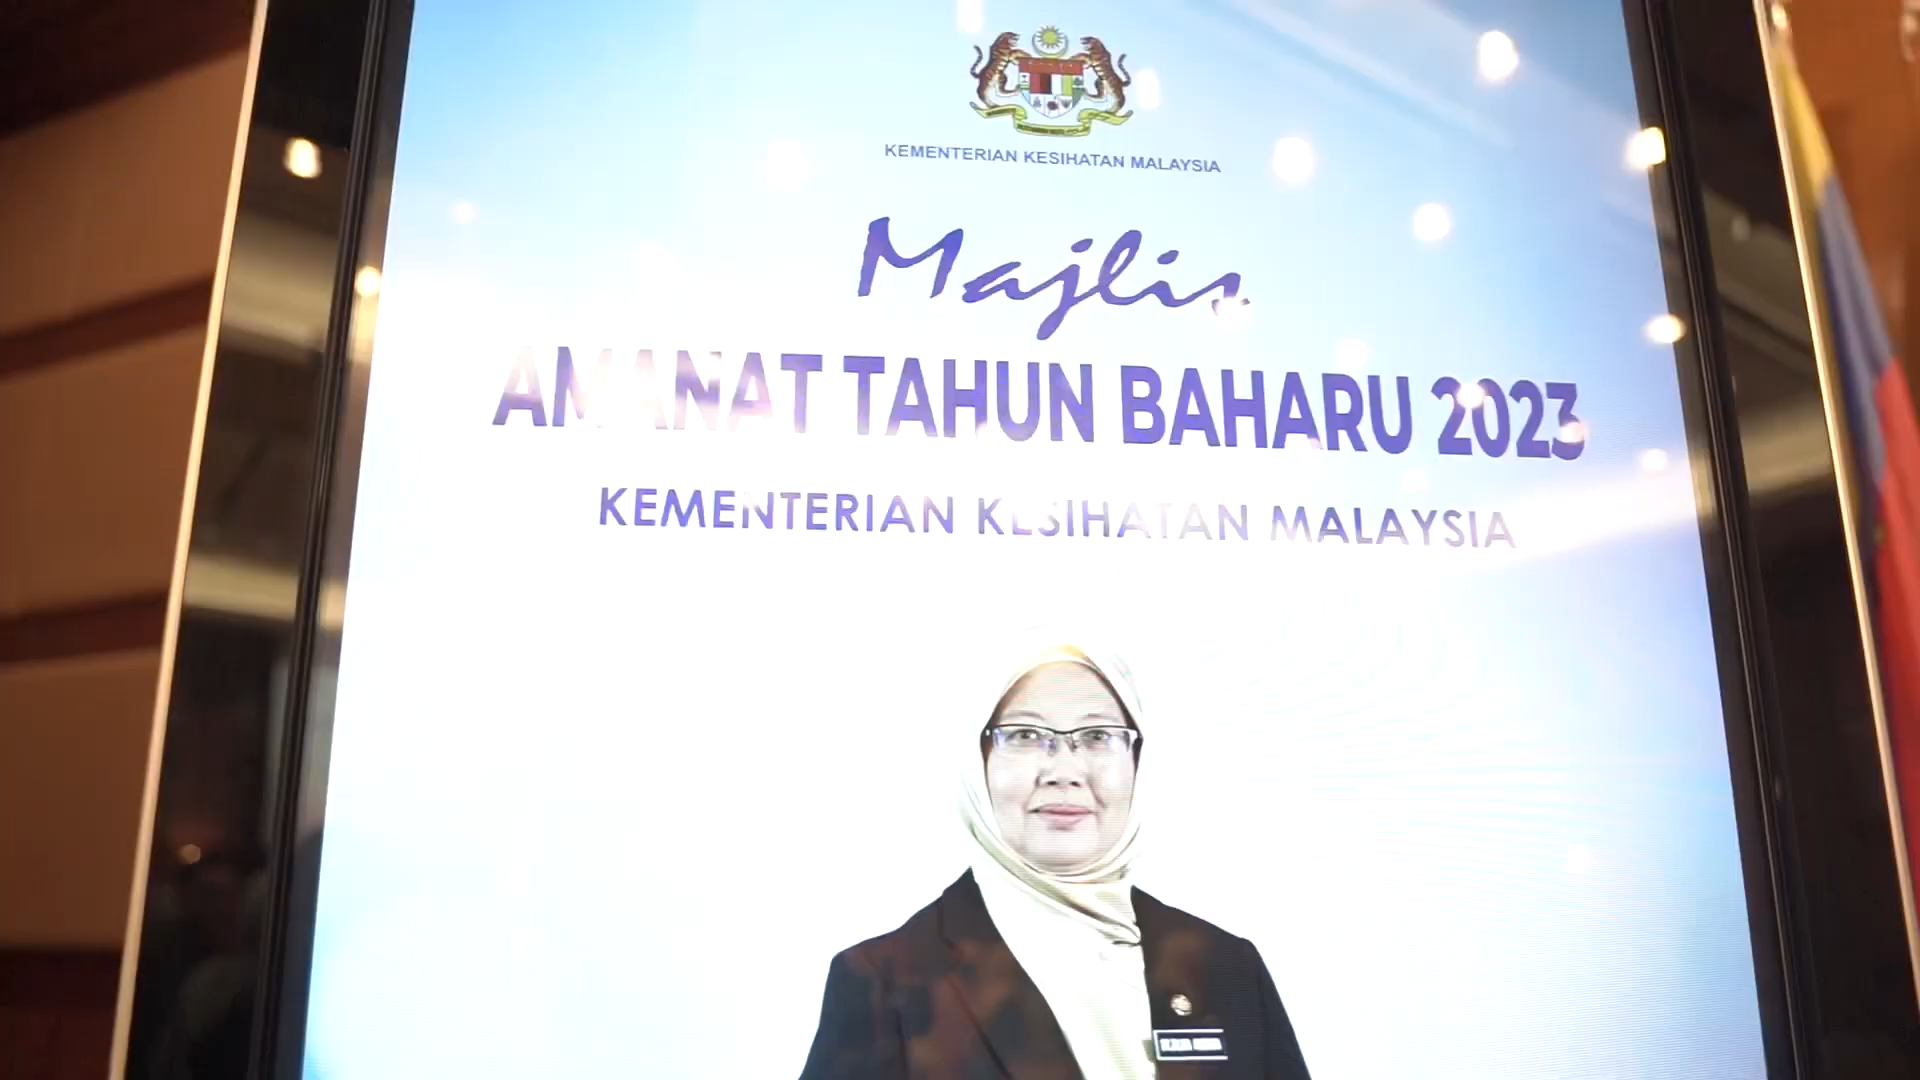 KEMENTERIAN KESIHATAN MALAYSIA
Majlis
AMANAT TAHUN BAHARU 2023
KEMENTERIAN KESIHATAN MALAYSIA